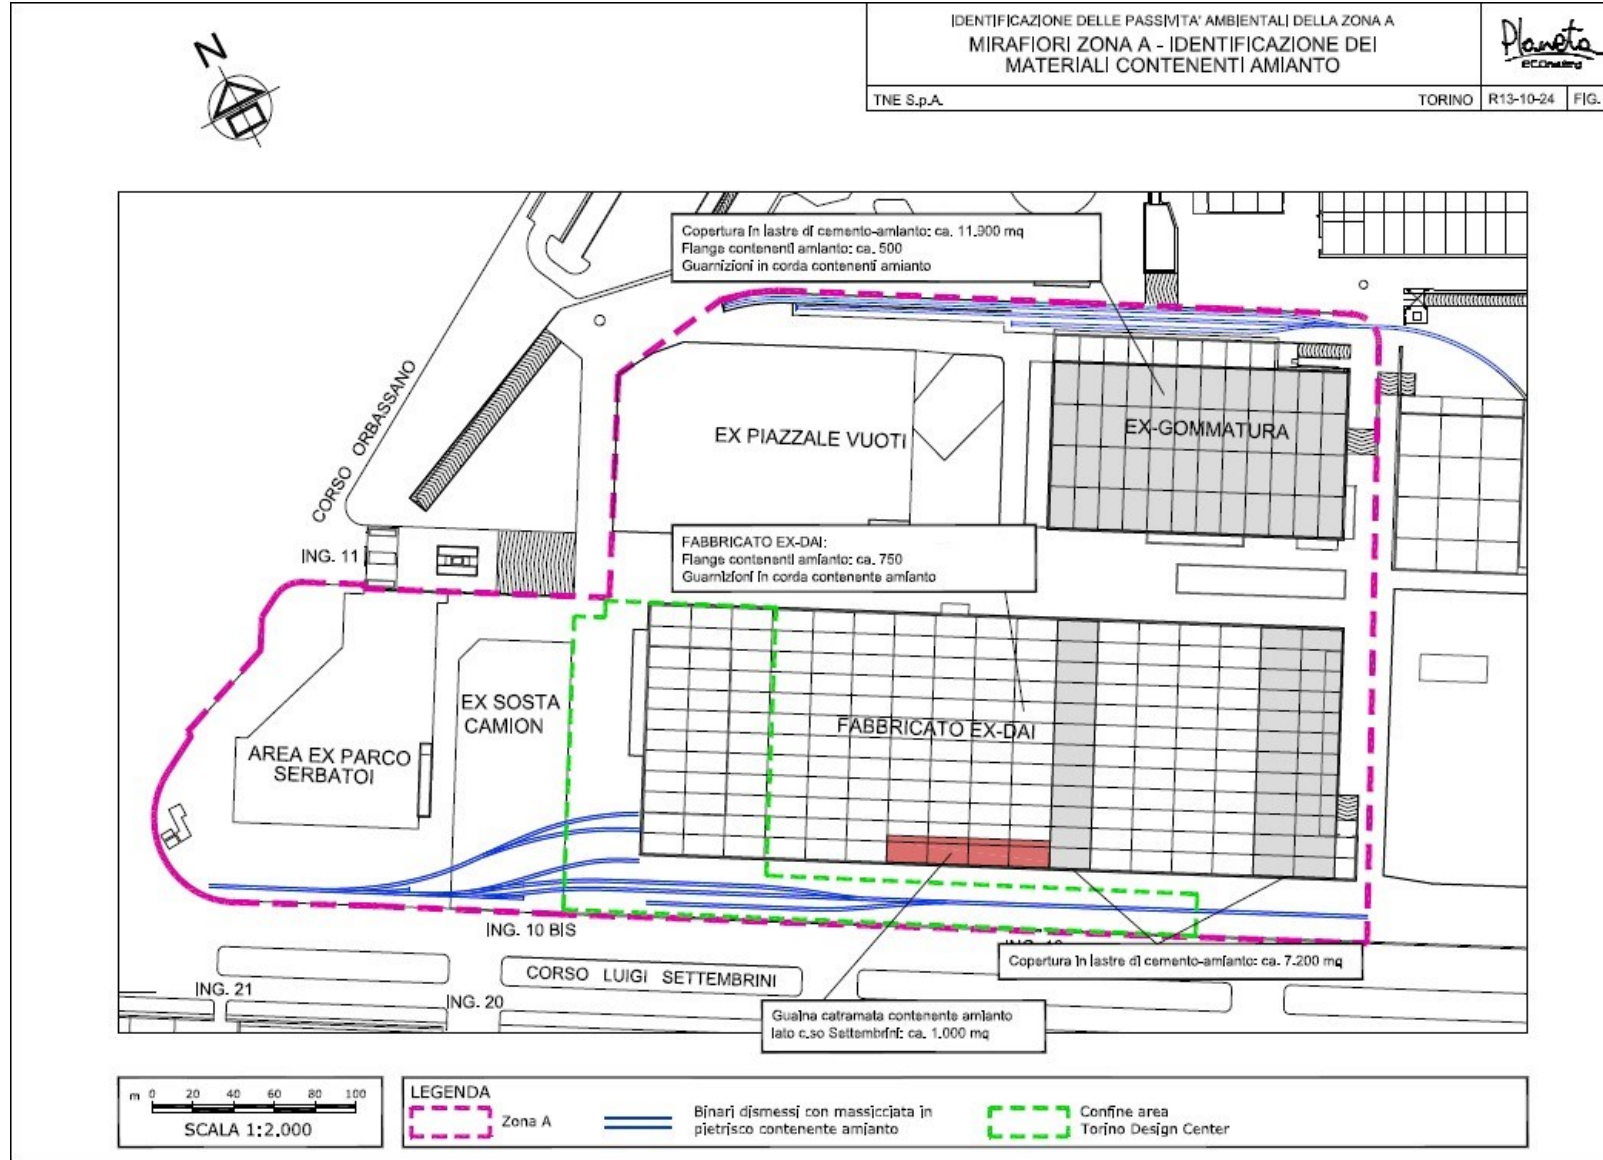 N
IDENTIFICAZIONE DELLE PASSIVITA' AMBIENTALI DELLA ZONA A
MIRAFIORI ZONA A - IDENTIFICAZIONE DEI
MATERIALI CONTENENTI AMIANTO
Planeta
TNE S.p.A.
TORINO
R13-10-24
FIG.
Copertura in lastre di cemento-amianto: ca. 11.900 mq
Flange contenenti amianto: ca. 500
Guarnizioni in corda contenenti amianto
CORSO ORBASSANO
EX PIAZZALE VUOTI
EX-GOMMATURA
ING. 11
FABBRICATO EX-DAI:
Flange contenenti amianto: ca. 750
Guarnizioni in corda contenente amianto
EX SOSTA
CAMION
FABBRICATO EX-DAI
AREA EX PARCO
SERBATOI
ING. 10 BIS
Copertura in lastre di cemento-amianto: ca. 7.200 mq
CORSO LUIGI SETTEMBRINI
ING. 21
ING. 20
Guaina catramata contenente amianto
lato c.so Settembrini: ca. 1.000 mq
m 0 20 40 60 80 100
SCALA 1:2.000
LEGENDA
Zona A
Binari dismessi con massicciata in
pietrisco contenente amianto
Confine area
Torino Design Center